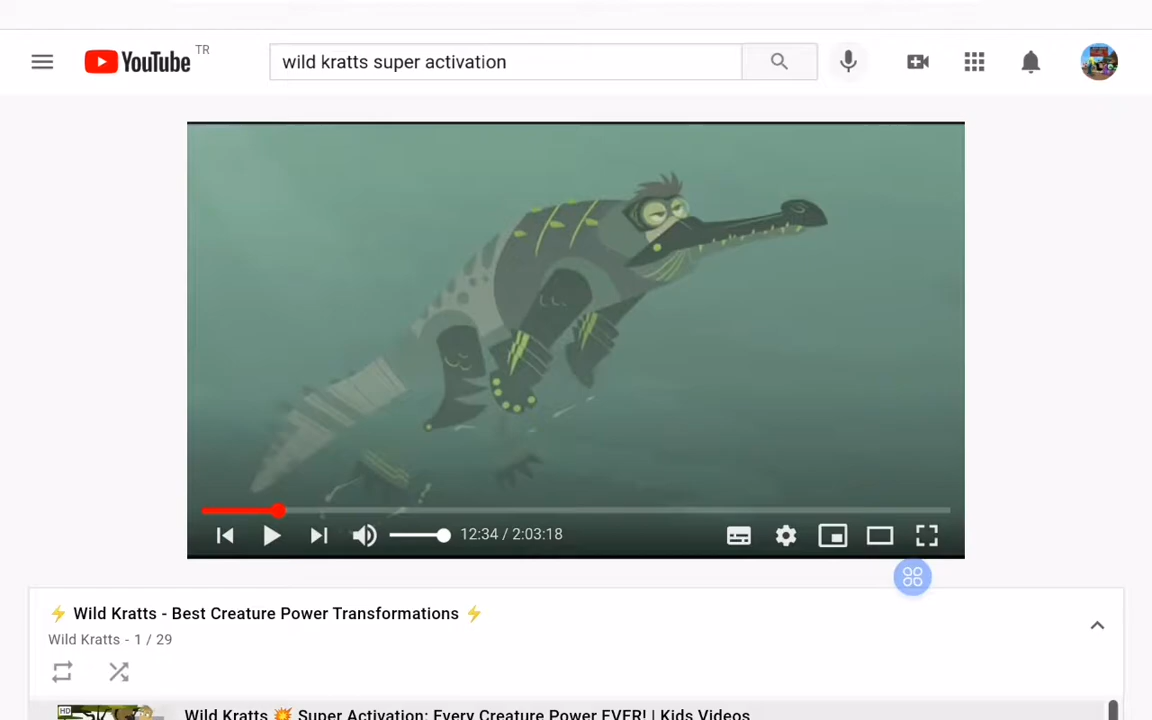 YouTube TR
wild kratts super activation
12:34 / 2:03:18
⚡ Wild Kratts - Best Creature Power Transformations ⚡
Wild Kratts - 1 / 29
HD
Wild Kratts 💥 Super Activation: Every Creature Power EVER! | Kids Videos